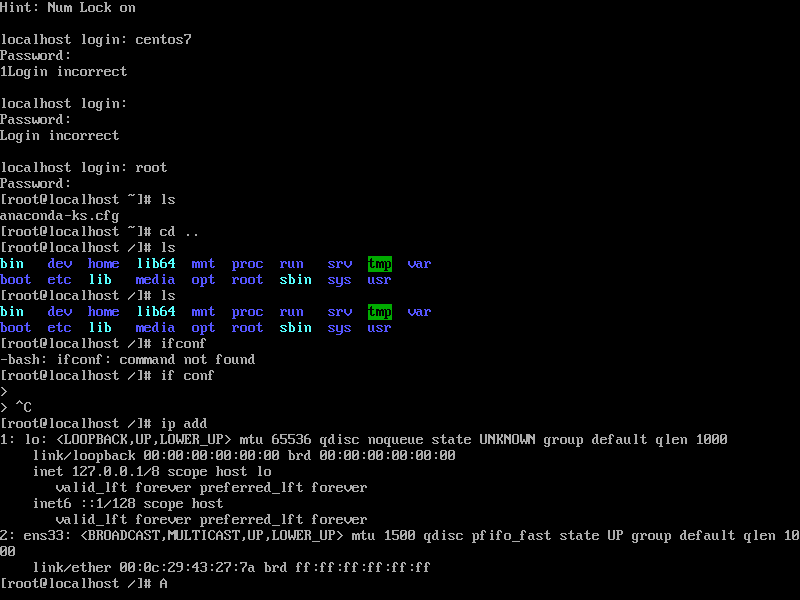 Hint: Num Lock on
localhost login: centos7
Password:
1Login incorrect
localhost login:
Password:
Login incorrect
localhost login: root
Password:
[root@localhost ~]# ls
anaconda-ks.cfg
[root@localhost ~]# cd ..
[root@localhost /]# ls
bin   dev  home  lib64  mnt  proc  run   srv  tmp  var
boot  etc  lib   media  opt  root  sbin  sys  usr
[root@localhost /]# ls
bin   dev  home  lib64  mnt  proc  run   srv  tmp  var
boot  etc  lib   media  opt  root  sbin  sys  usr
[root@localhost /]# ifconf
-bash: ifconf: command not found
[root@localhost /]# if conf
>
> ^C
[root@localhost /]# ip add
1: lo: <LOOPBACK,UP,LOWER_UP> mtu 65536 qdisc noqueue state UNKNOWN group default qlen 1000
    link/loopback 00:00:00:00:00:00 brd 00:00:00:00:00:00
    inet 127.0.0.1/8 scope host lo
       valid_lft forever preferred_lft forever
    inet6 ::1/128 scope host
       valid_lft forever preferred_lft forever
2: ens33: <BROADCAST,MULTICAST,UP,LOWER_UP> mtu 1500 qdisc pfifo_fast state UP group default qlen 10
00
    link/ether 00:0c:29:43:27:7a brd ff:ff:ff:ff:ff:ff
[root@localhost /]# A